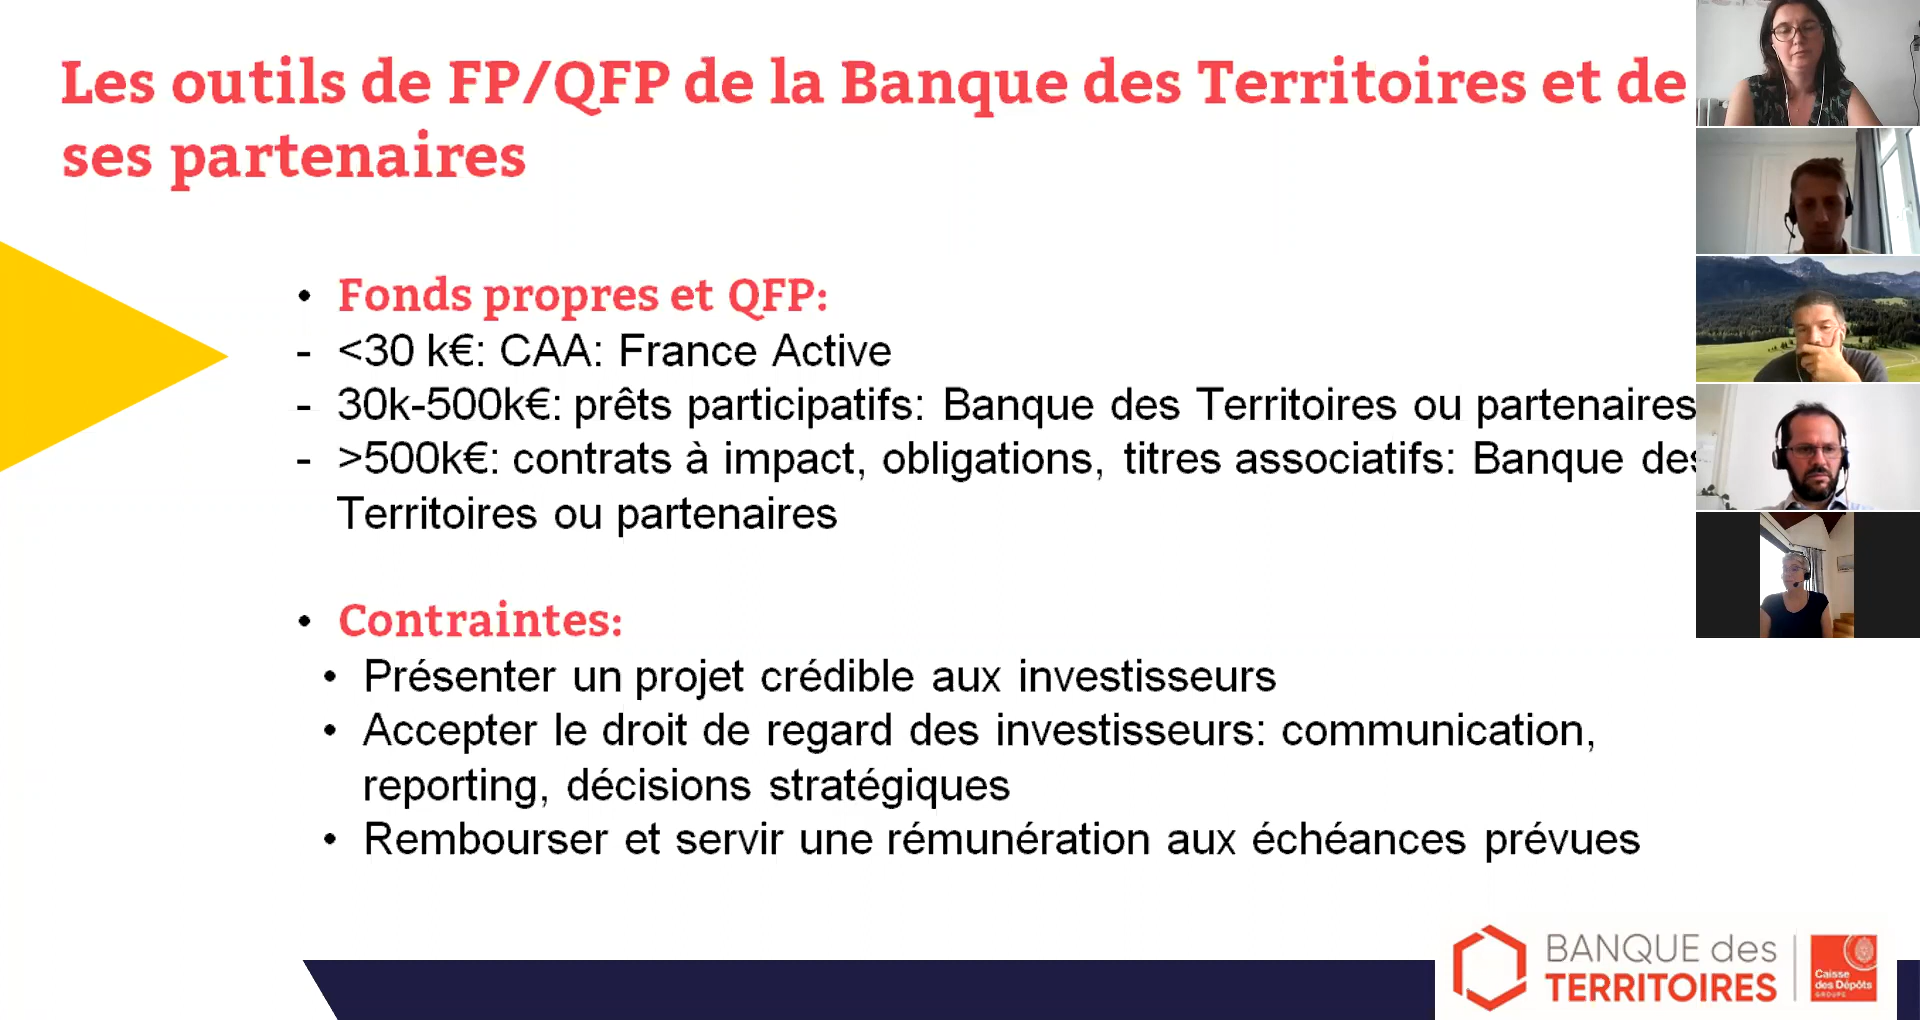 Les outils de FP/QFP de la Banque des Territoires et de
ses partenaires
• Fonds propres et QFP:
- <30 k€: CAA: France Active
- 30k-500k€: prêts participatifs: Banque des Territoires ou partenaires
- >500k€: contrats à impact, obligations, titres associatifs: Banque des
Territoires ou partenaires
• Contraintes:
• Présenter un projet crédible aux investisseurs
• Accepter le droit de regard des investisseurs: communication,
reporting, décisions stratégiques
• Rembourser et servir une rémunération aux échéances prévues
BANQUE des
TERRITOIRES
Caisse
des Dépôts
GROUPE